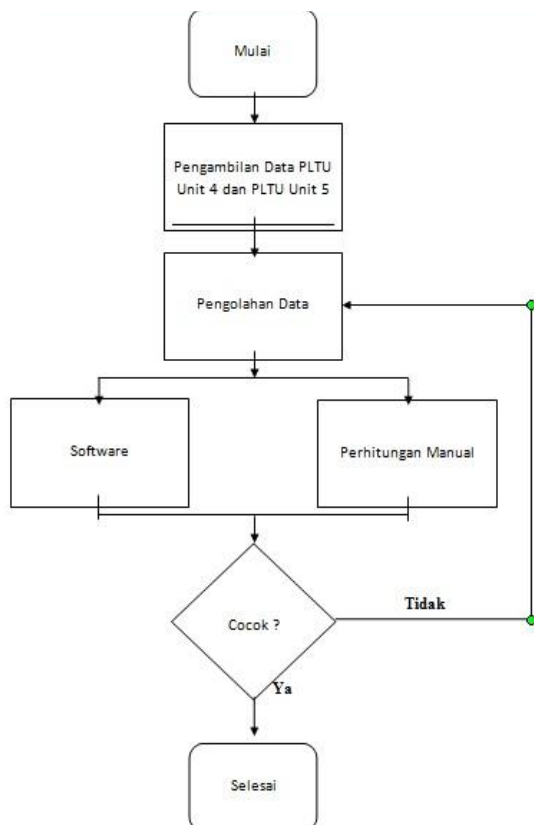 Mulai
Pengambilan Data PLTU
Unit 4 dan PLTU Unit 5
Pengolahan Data
Software
Perhitungan Manual
Cocok ?
Tidak
Ya
Selesai